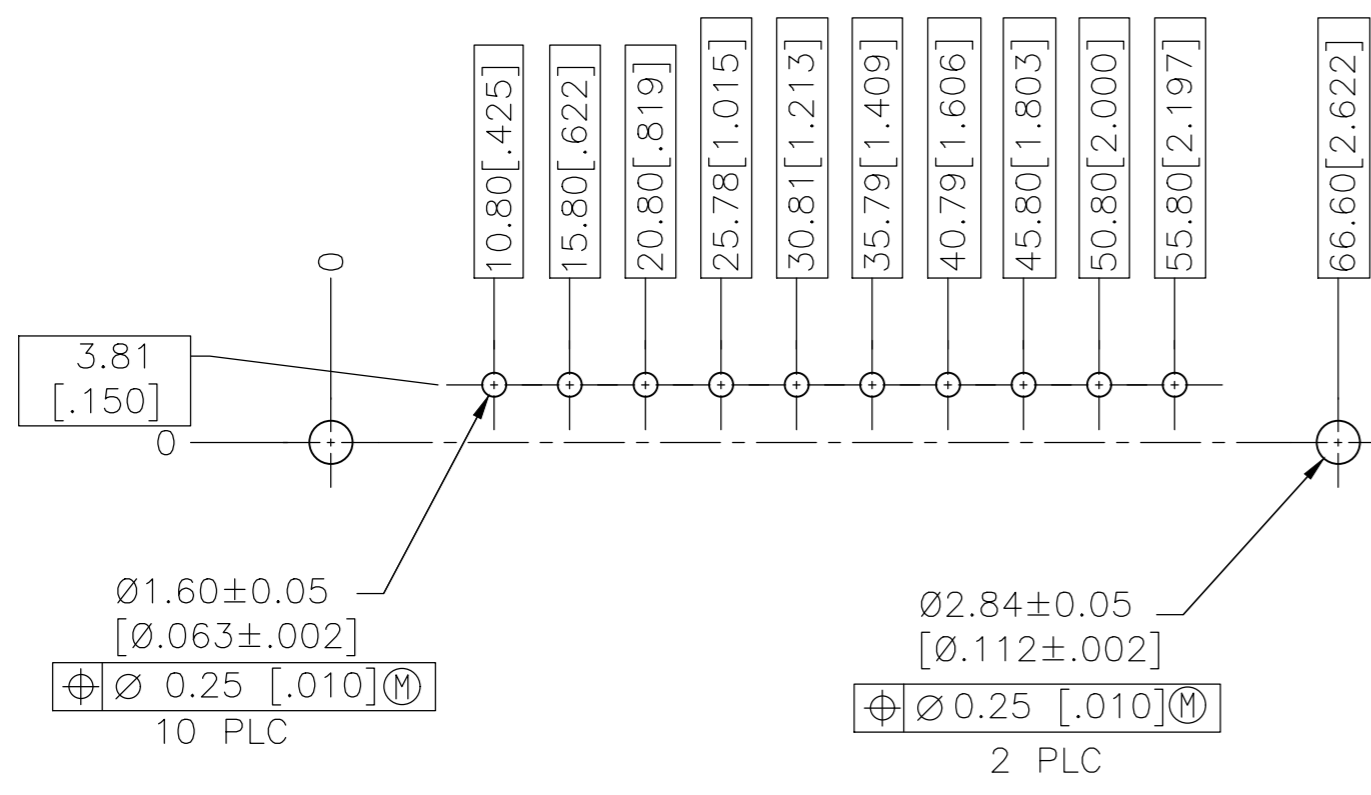 10.80[.425]
15.80[.622]
20.80[.819]
25.78[1.015]
30.81[1.213]
35.79[1.409]
40.79[1.606]
45.80[1.803]
50.80[2.000]
55.80[2.197]
66.60[2.622]
0
3.81
[.150]
0
Ø1.60±0.05
[Ø.063±.002]
⌖ Ø 0.25 [.010]Ⓜ
10 PLC
Ø2.84±0.05
[Ø.112±.002]
⌖ Ø 0.25 [.010]Ⓜ
2 PLC